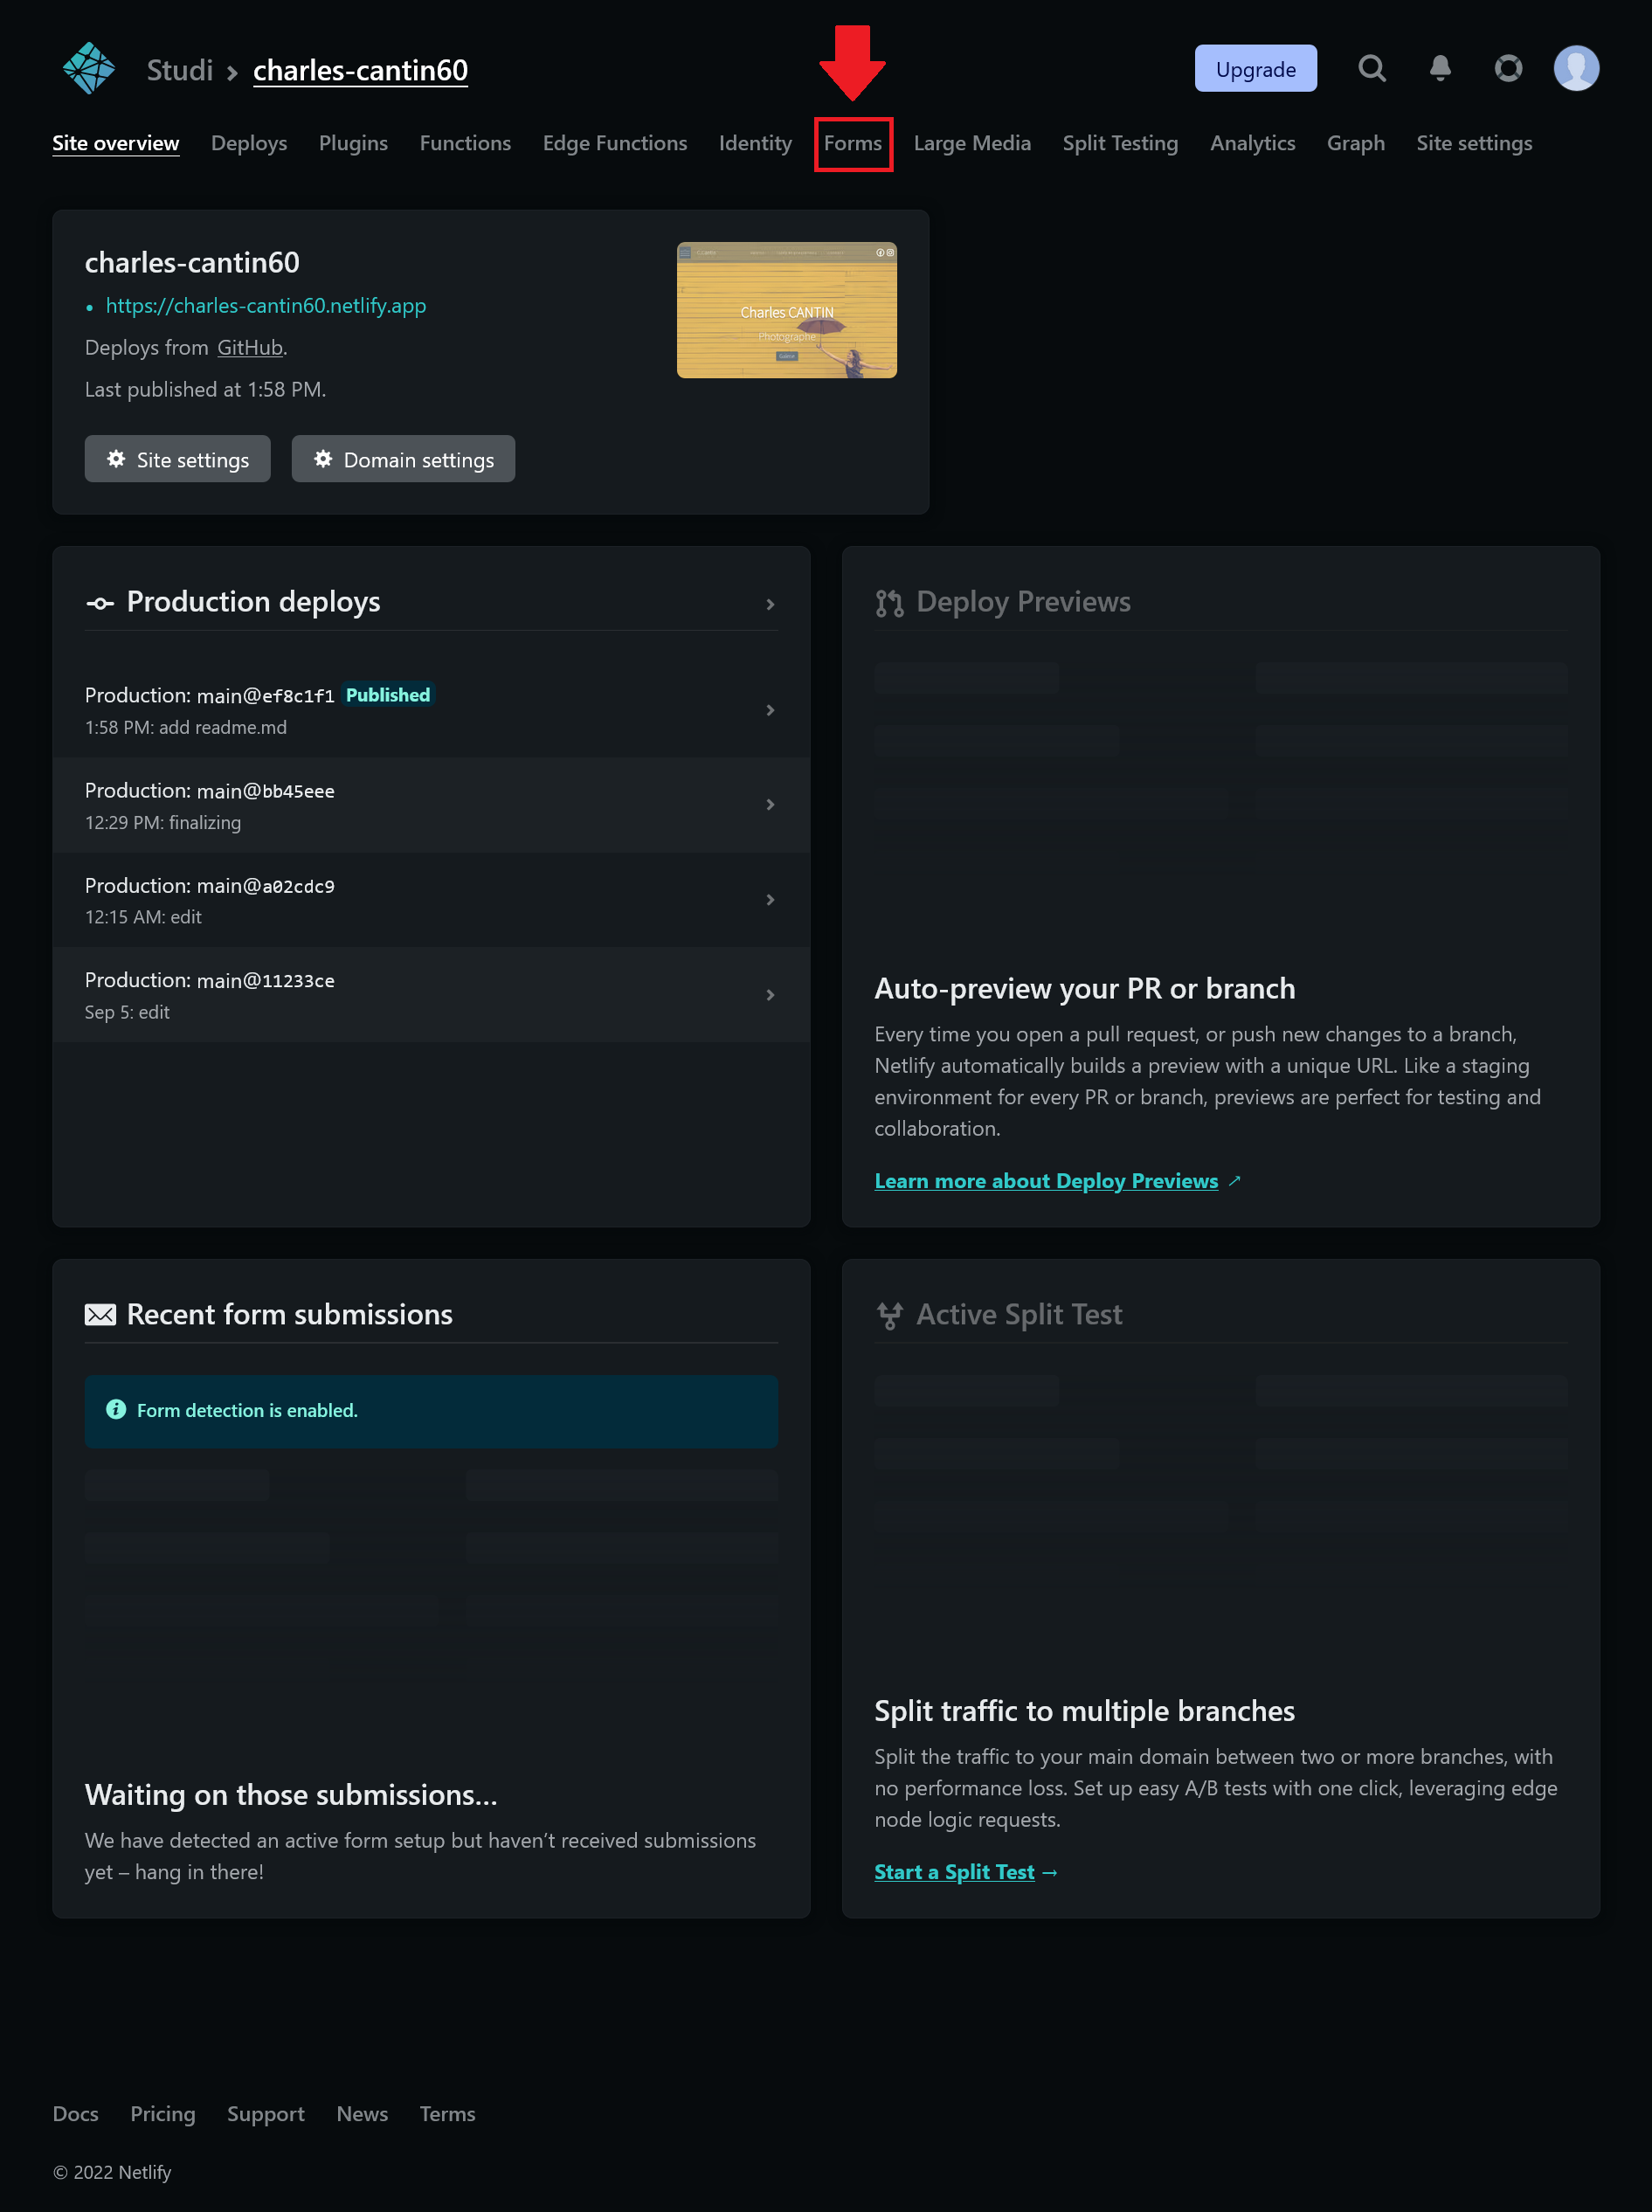 Studi › charles-cantin60
Upgrade
Site overview Deploys Plugins Functions Edge Functions Identity Forms Large Media Split Testing Analytics Graph Site settings
charles-cantin60
• https://charles-cantin60.netlify.app
Deploys from GitHub.
Last published at 1:58 PM.
Site settings
Domain settings
Charles CANTIN
Photographe
Production deploys
Production: main@ef8c1f1 Published
1:58 PM: add readme.md
Production: main@bb45eee
12:29 PM: finalizing
Production: main@a02cdc9
12:15 AM: edit
Production: main@11233ce
Sep 5: edit
Deploy Previews
Auto-preview your PR or branch
Every time you open a pull request, or push new changes to a branch,
Netlify automatically builds a preview with a unique URL. Like a staging
environment for every PR or branch, previews are perfect for testing and
collaboration.
Learn more about Deploy Previews ↗
Recent form submissions
Form detection is enabled.
Waiting on those submissions…
We have detected an active form setup but haven’t received submissions
yet – hang in there!
Active Split Test
Split traffic to multiple branches
Split the traffic to your main domain between two or more branches, with
no performance loss. Set up easy A/B tests with one click, leveraging edge
node logic requests.
Start a Split Test →
Docs Pricing Support News Terms
© 2022 Netlify